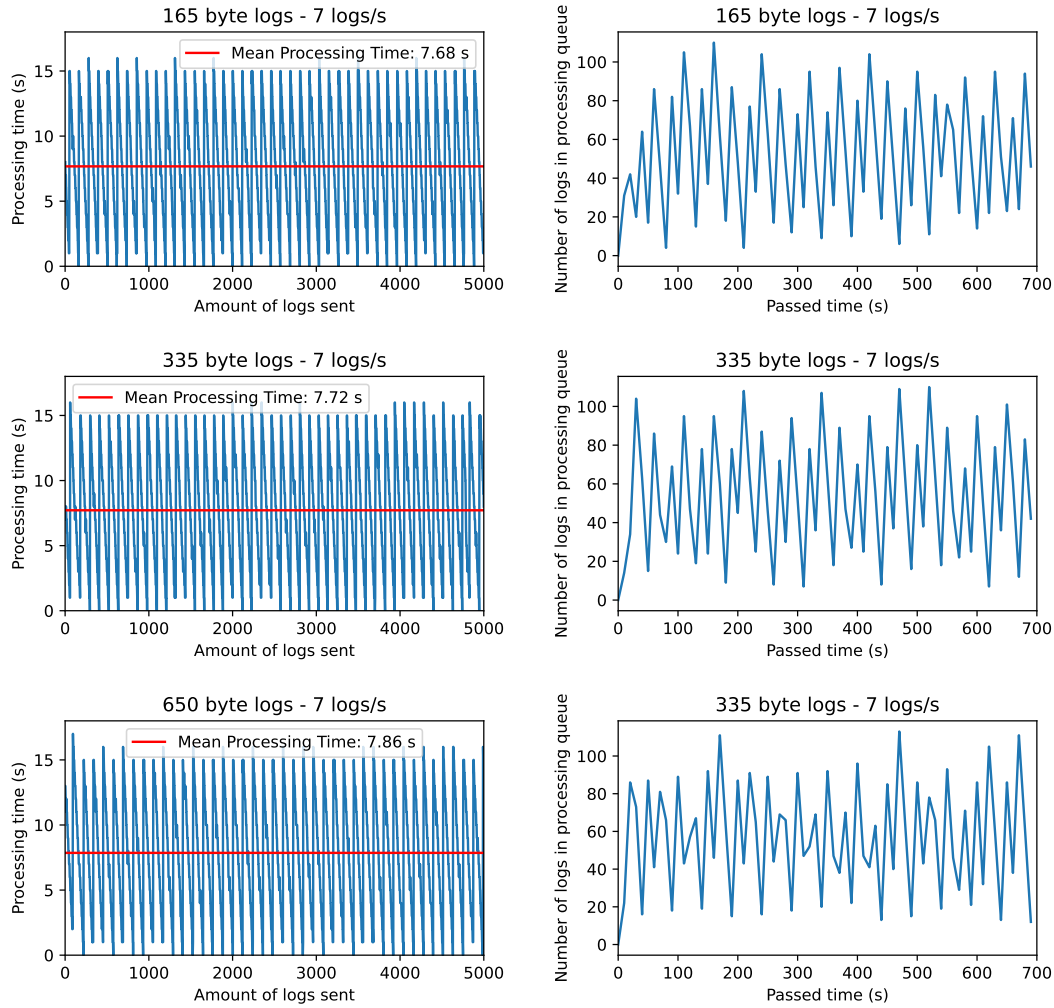 165 byte logs - 7 logs/s
Mean Processing Time: 7.68 s
Processing time (s)
15
10
5
0
0 1000 2000 3000 4000 5000
Amount of logs sent
165 byte logs - 7 logs/s
Number of logs in processing queue
100
80
60
40
20
0
0 100 200 300 400 500 600 700
Passed time (s)
335 byte logs - 7 logs/s
Mean Processing Time: 7.72 s
Processing time (s)
15
10
5
0
0 1000 2000 3000 4000 5000
Amount of logs sent
335 byte logs - 7 logs/s
Number of logs in processing queue
100
80
60
40
20
0
0 100 200 300 400 500 600 700
Passed time (s)
650 byte logs - 7 logs/s
Mean Processing Time: 7.86 s
Processing time (s)
15
10
5
0
0 1000 2000 3000 4000 5000
Amount of logs sent
335 byte logs - 7 logs/s
Number of logs in processing queue
100
80
60
40
20
0
0 100 200 300 400 500 600 700
Passed time (s)